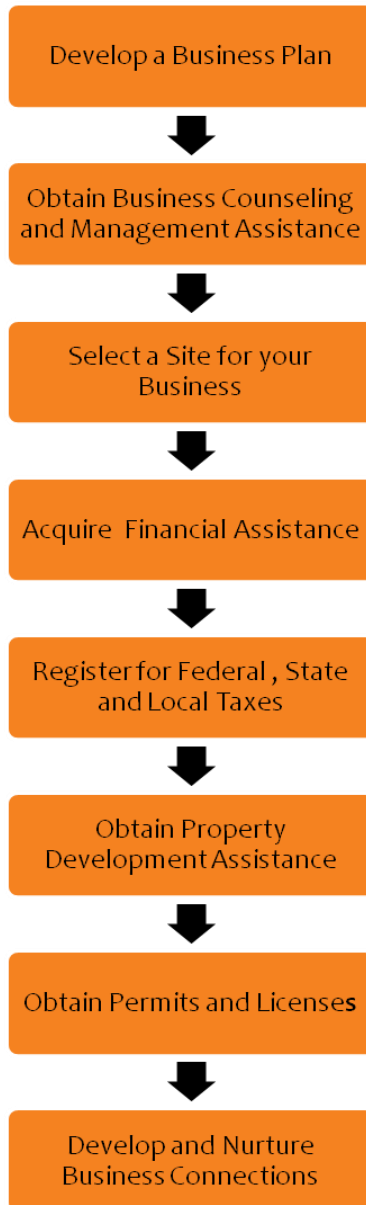 Develop a Business Plan
Obtain Business Counseling
and Management Assistance
Select a Site for your
Business
Acquire Financial Assistance
Register for Federal , State
and Local Taxes
Obtain Property
Development Assistance
Obtain Permits and Licenses
Develop and Nurture
Business Connections